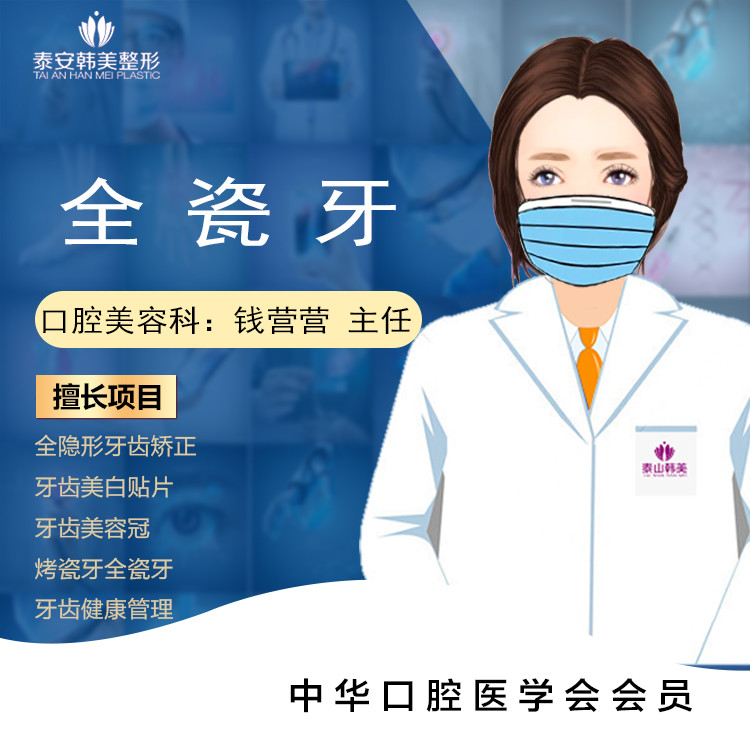 泰安韩美整形
TAI AN HAN MEI PLASTIC
全瓷牙
口腔美容科：钱营营 主任
擅长项目
全隐形牙齿矫正
牙齿美白贴片
牙齿美容冠
烤瓷牙全瓷牙
牙齿健康管理
泰山韩美
中华口腔医学会会员